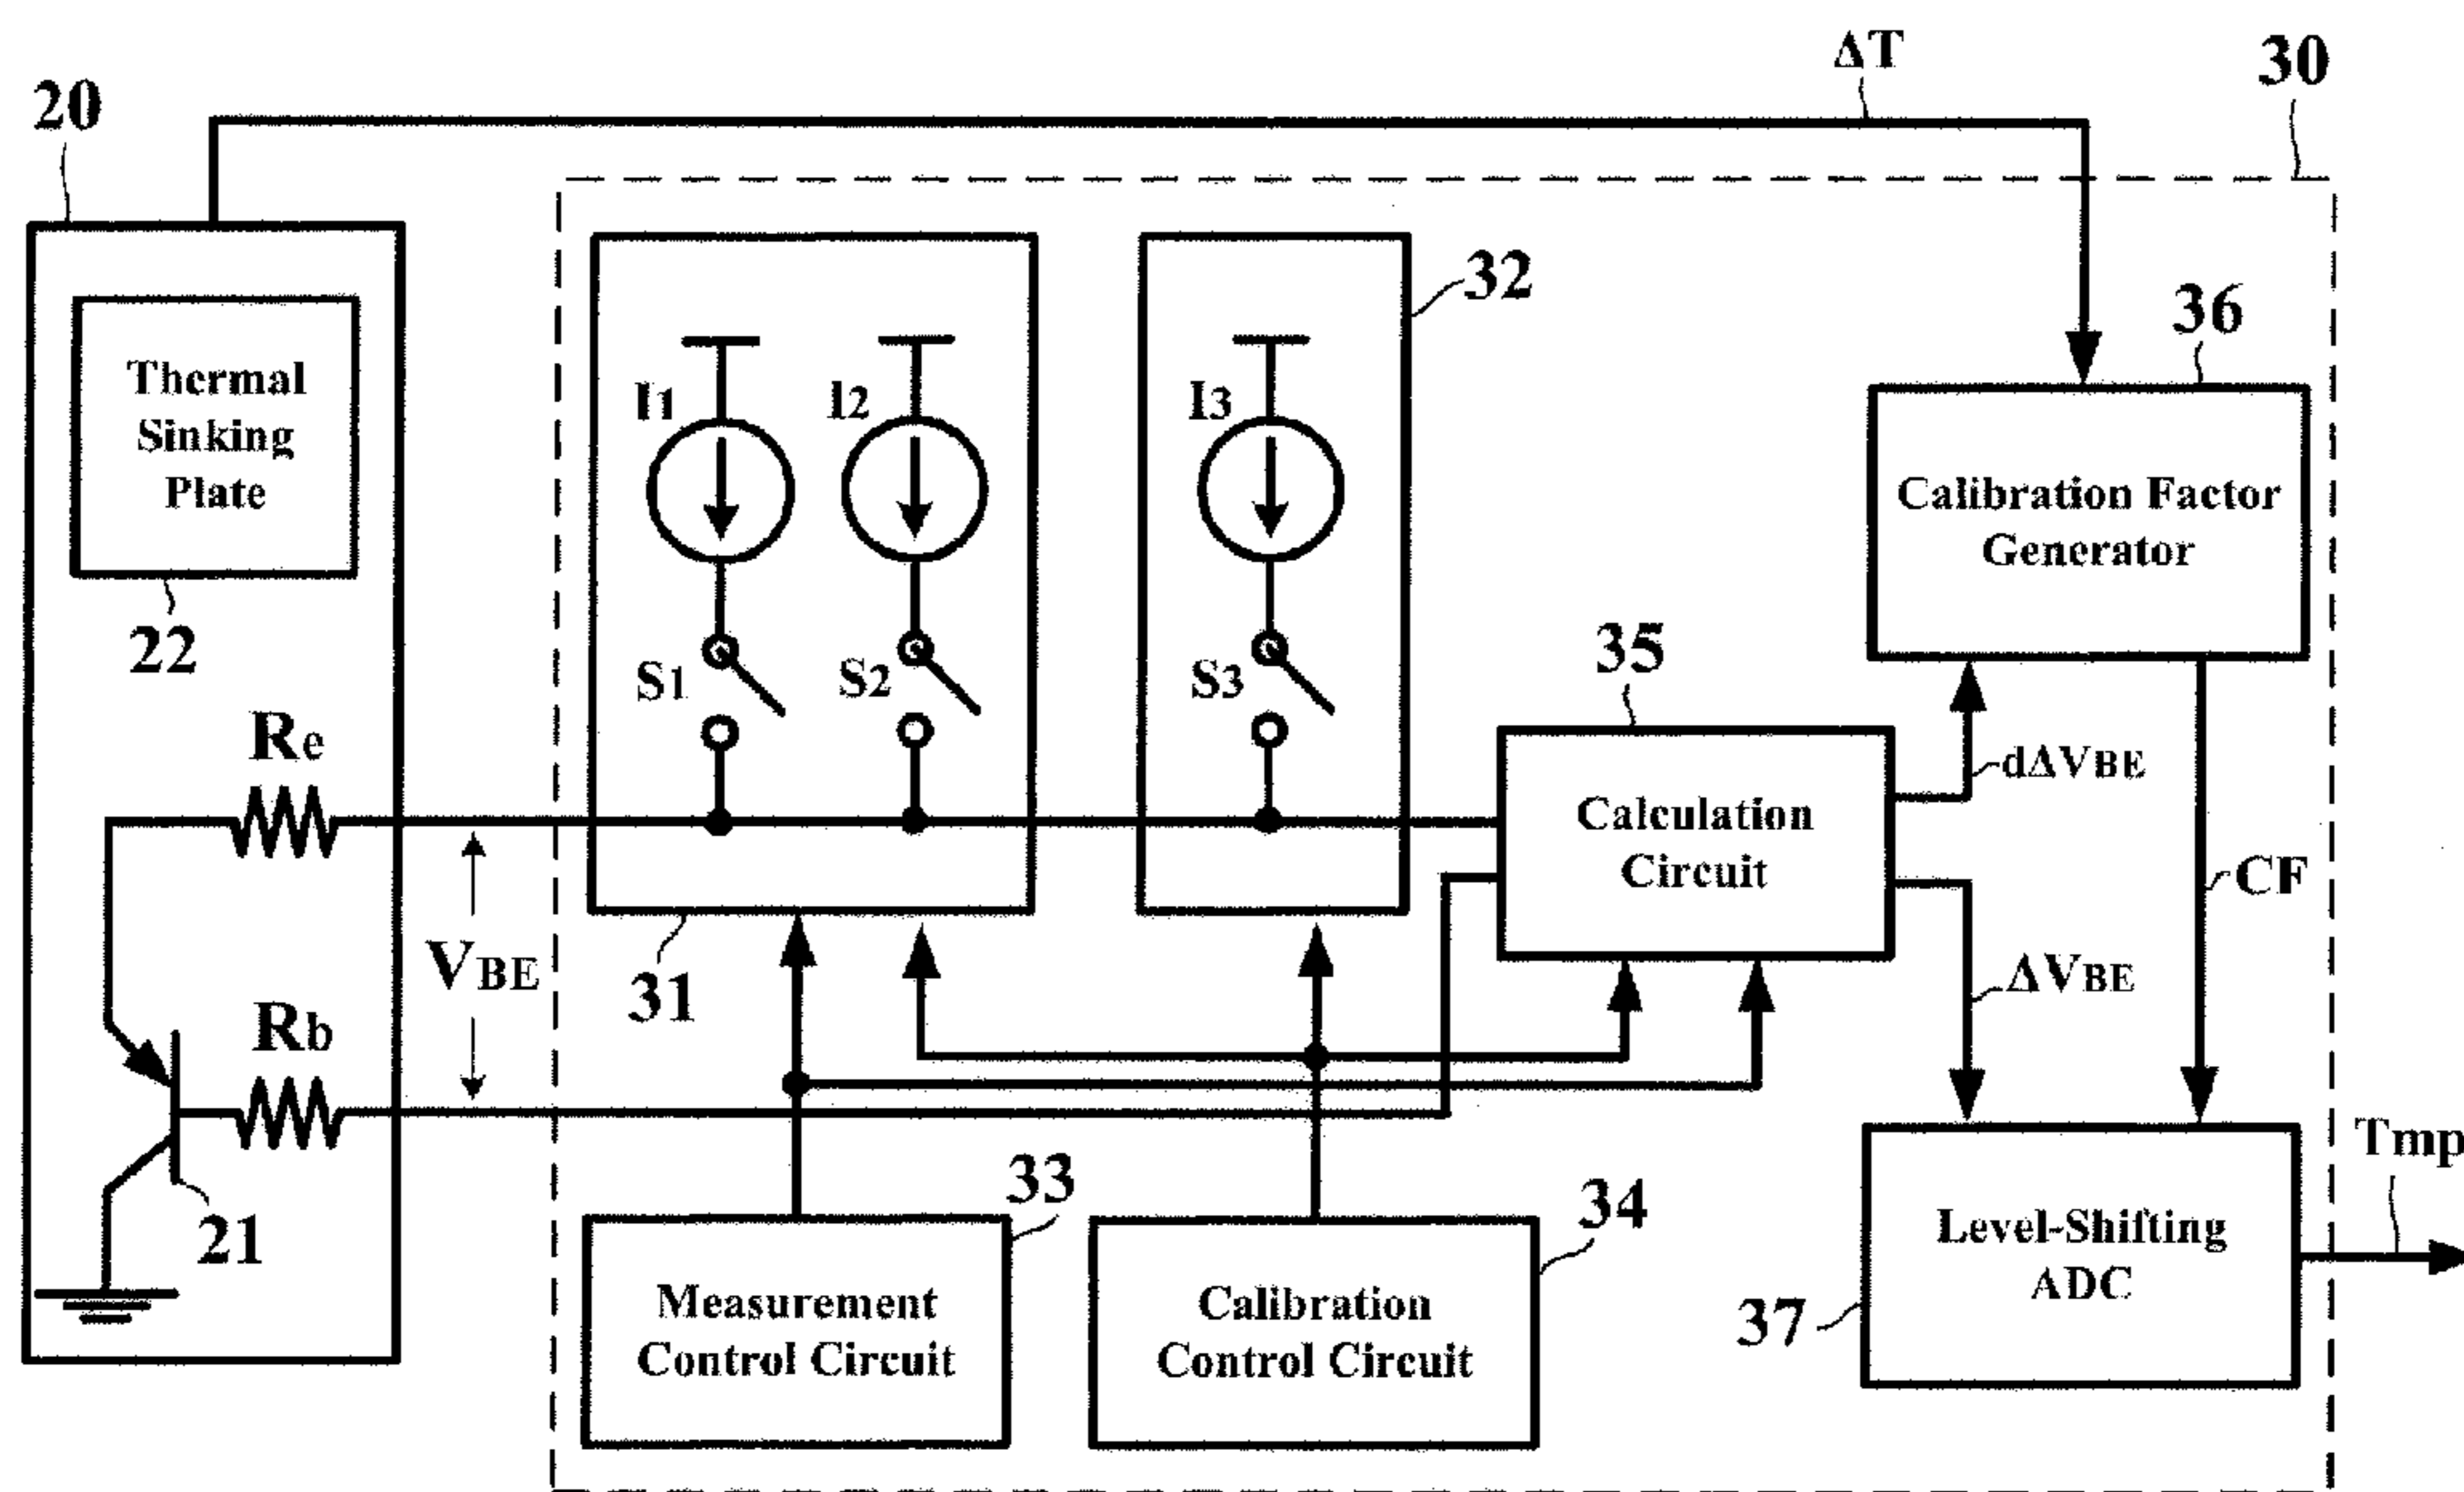 ΔT
30
20
32
36
Thermal
Sinking
Plate
I1
I2
I3
Calibration Factor
Generator
22
S1
S2
S3
35
Re
dΔVBE
Calculation
Circuit
CF
VBE
31
ΔVBE
Rb
Tmp
33
34
21
Level-Shifting
ADC
37
Measurement
Control Circuit
Calibration
Control Circuit